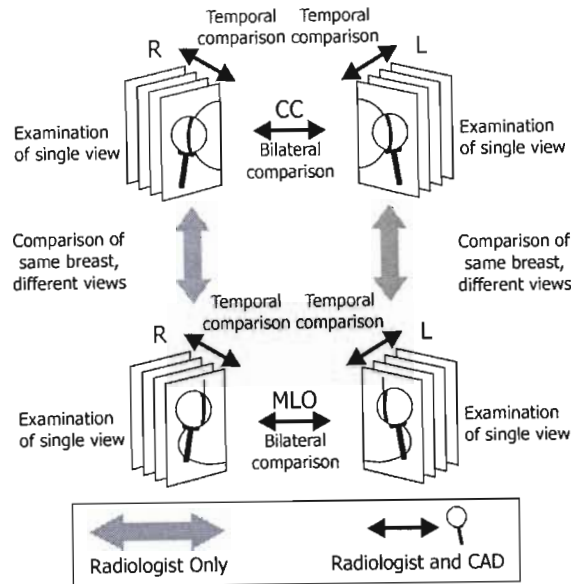 Temporal comparison
Temporal comparison
R
L
Examination of single view
CC
Bilateral comparison
Examination of single view
Comparison of same breast, different views
Comparison of same breast, different views
Temporal comparison
Temporal comparison
R
L
Examination of single view
MLO
Bilateral comparison
Examination of single view
Radiologist Only
Radiologist and CAD